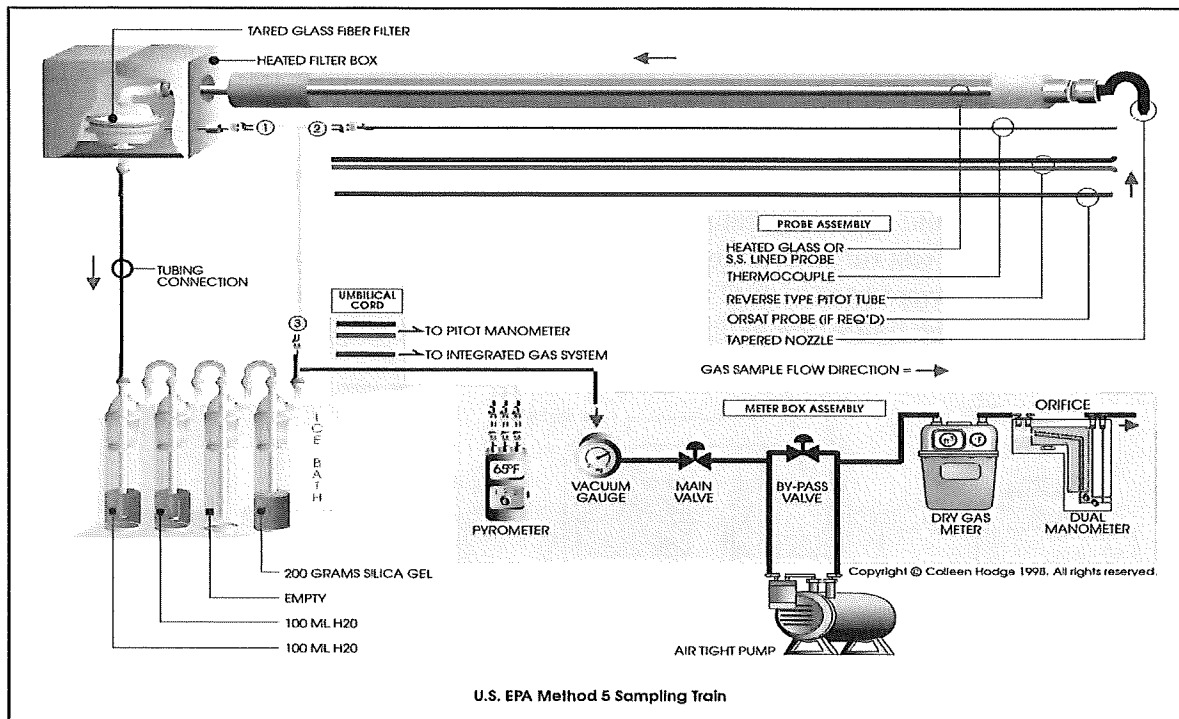 TARED GLASS FIBER FILTER
HEATED FILTER BOX
1
2
PROBE ASSEMBLY
HEATED GLASS OR
S.S. LINED PROBE
THERMOCOUPLE
REVERSE TYPE PITOT TUBE
ORSAT PROBE (IF REQ'D)
TAPERED NOZZLE
TUBING
CONNECTION
3
UMBILICAL
CORD
TO PITOT MANOMETER
TO INTEGRATED GAS SYSTEM
GAS SAMPLE FLOW DIRECTION =
ICE BATH
METER BOX ASSEMBLY
ORIFICE
65°F
PYROMETER
VACUUM
GAUGE
MAIN
VALVE
BY-PASS
VALVE
DRY GAS
METER
DUAL
MANOMETER
200 GRAMS SILICA GEL
EMPTY
100 ML H20
100 ML H20
AIR TIGHT PUMP
Copyright © Colleen Hodge 1998. All rights reserved.
U.S. EPA Method 5 Sampling Train